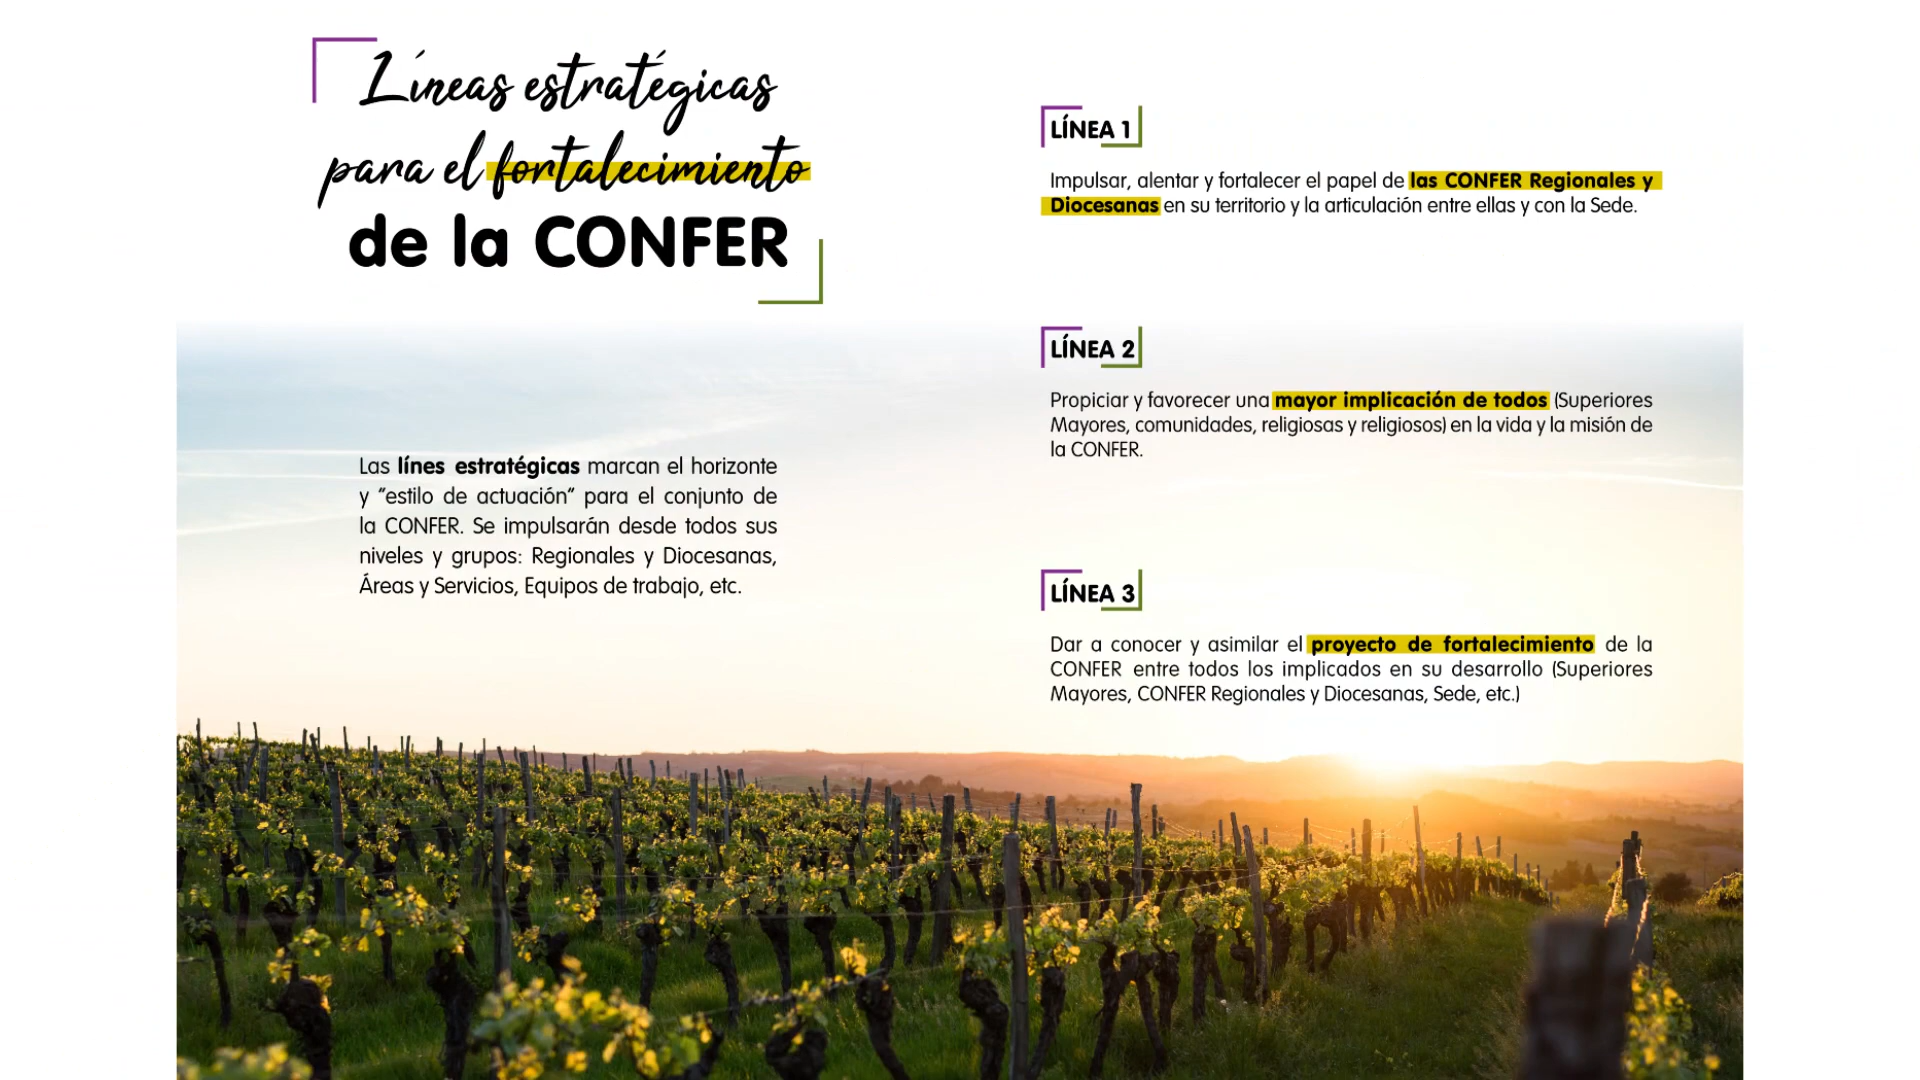 Líneas estratégicas
para el fortalecimiento
de la CONFER
Las línes estratégicas marcan el horizonte
y "estilo de actuación" para el conjunto de
la CONFER. Se impulsarán desde todos sus
niveles y grupos: Regionales y Diocesanas,
Áreas y Servicios, Equipos de trabajo, etc.
LÍNEA 1
Impulsar, alentar y fortalecer el papel de las CONFER Regionales y
Diocesanas en su territorio y la articulación entre ellas y con la Sede.
LÍNEA 2
Propiciar y favorecer una mayor implicación de todos (Superiores
Mayores, comunidades, religiosas y religiosos) en la vida y la misión de
la CONFER.
LÍNEA 3
Dar a conocer y asimilar el proyecto de fortalecimiento de la
CONFER entre todos los implicados en su desarrollo (Superiores
Mayores, CONFER Regionales y Diocesanas, Sede, etc.)